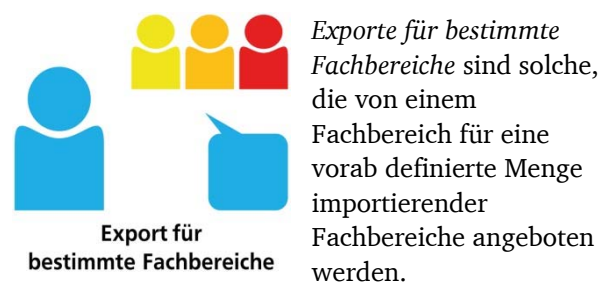 Export für
bestimmte Fachbereiche
Exporte für bestimmte
Fachbereiche sind solche,
die von einem
Fachbereich für eine
vorab definierte Menge
importierender
Fachbereiche angeboten
werden.